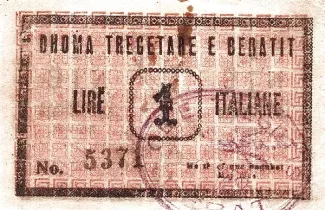 DHOMA TREGETARE E BERATIT
LIRE 1 ITALIANE
No. 5371